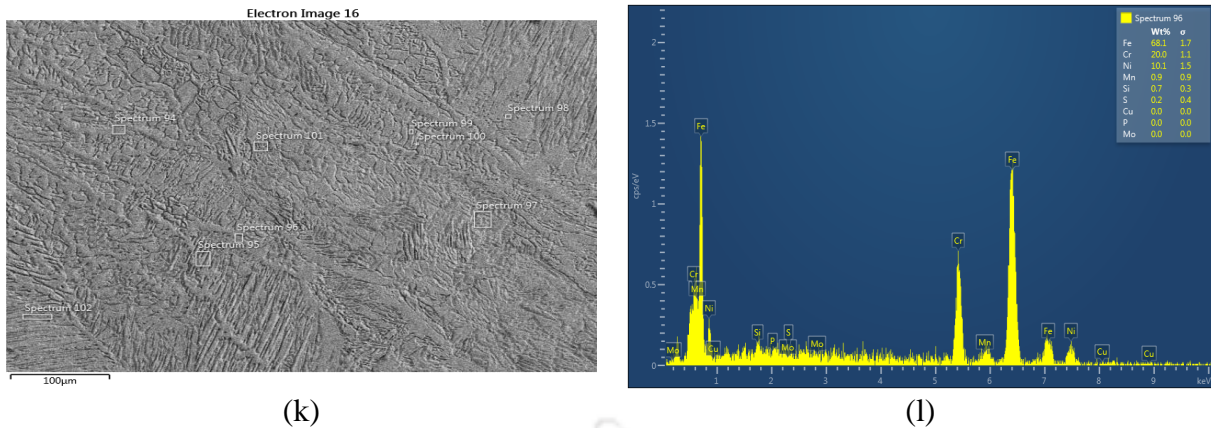 Electron Image 16
Spectrum 94
Spectrum 101
Spectrum 99
Spectrum 98
Spectrum 100
Spectrum 97
Spectrum 96
Spectrum 95
Spectrum 102
100µm
(k)
Spectrum 96
Wt% σ
Fe 68.1 1.7
Cr 20.0 1.1
Ni 10.1 1.5
Mn 0.9 0.9
Si 0.7 0.3
S 0.2 0.4
Cu 0.0 0.0
P 0.0 0.0
Mo 0.0 0.0
cps/eV
2
1.5
1
0.5
0
Fe
Fe
Cr
Cr
Mn
Ni
Si
S
P
Mo
Mo
Mo
Cu
Mn
Fe
Ni
Cu
Cu
1 2 3 4 5 6 7 8 9 keV
(l)